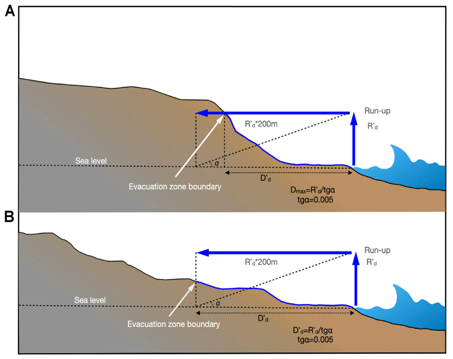 A
Run-up
R'd
R'd*200m
α
Sea level
D'd
Evacuation zone boundary
Dmax=R'd/tgα
tgα=0.005
B
Run-up
R'd
R'd*200m
Sea level
α
D'd
Evacuation zone boundary
D'd=R'd/tgα
tgα=0.005